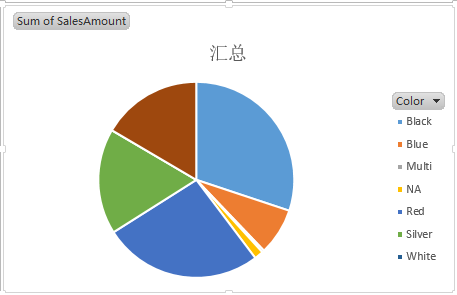 Sum of SalesAmount
汇总
Color
Black
Blue
Multi
NA
Red
Silver
White